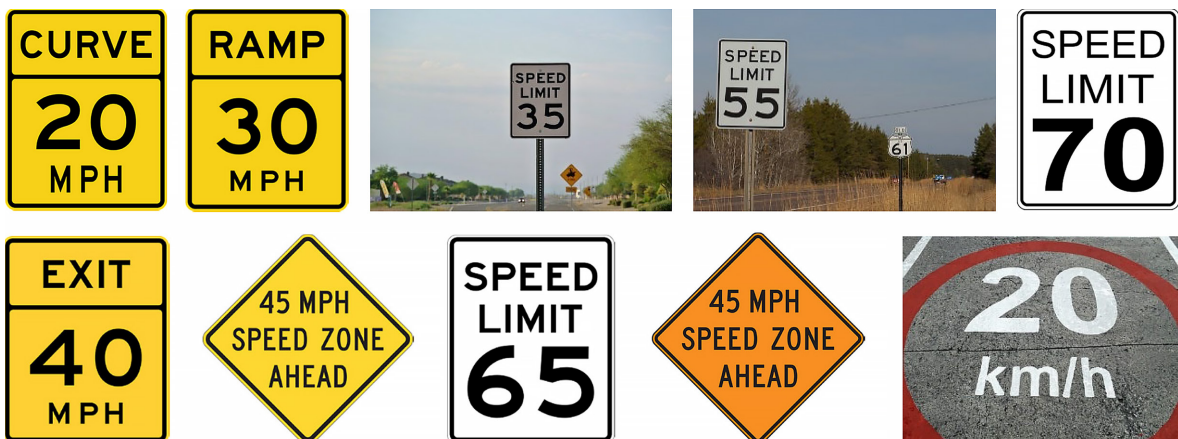 CURVE
20
MPH
RAMP
30
MPH
SPEED
LIMIT
35
SPEED
LIMIT
55
61
SPEED
LIMIT
70
EXIT
40
MPH
45 MPH
SPEED ZONE
AHEAD
SPEED
LIMIT
65
45 MPH
SPEED ZONE
AHEAD
20
km/h